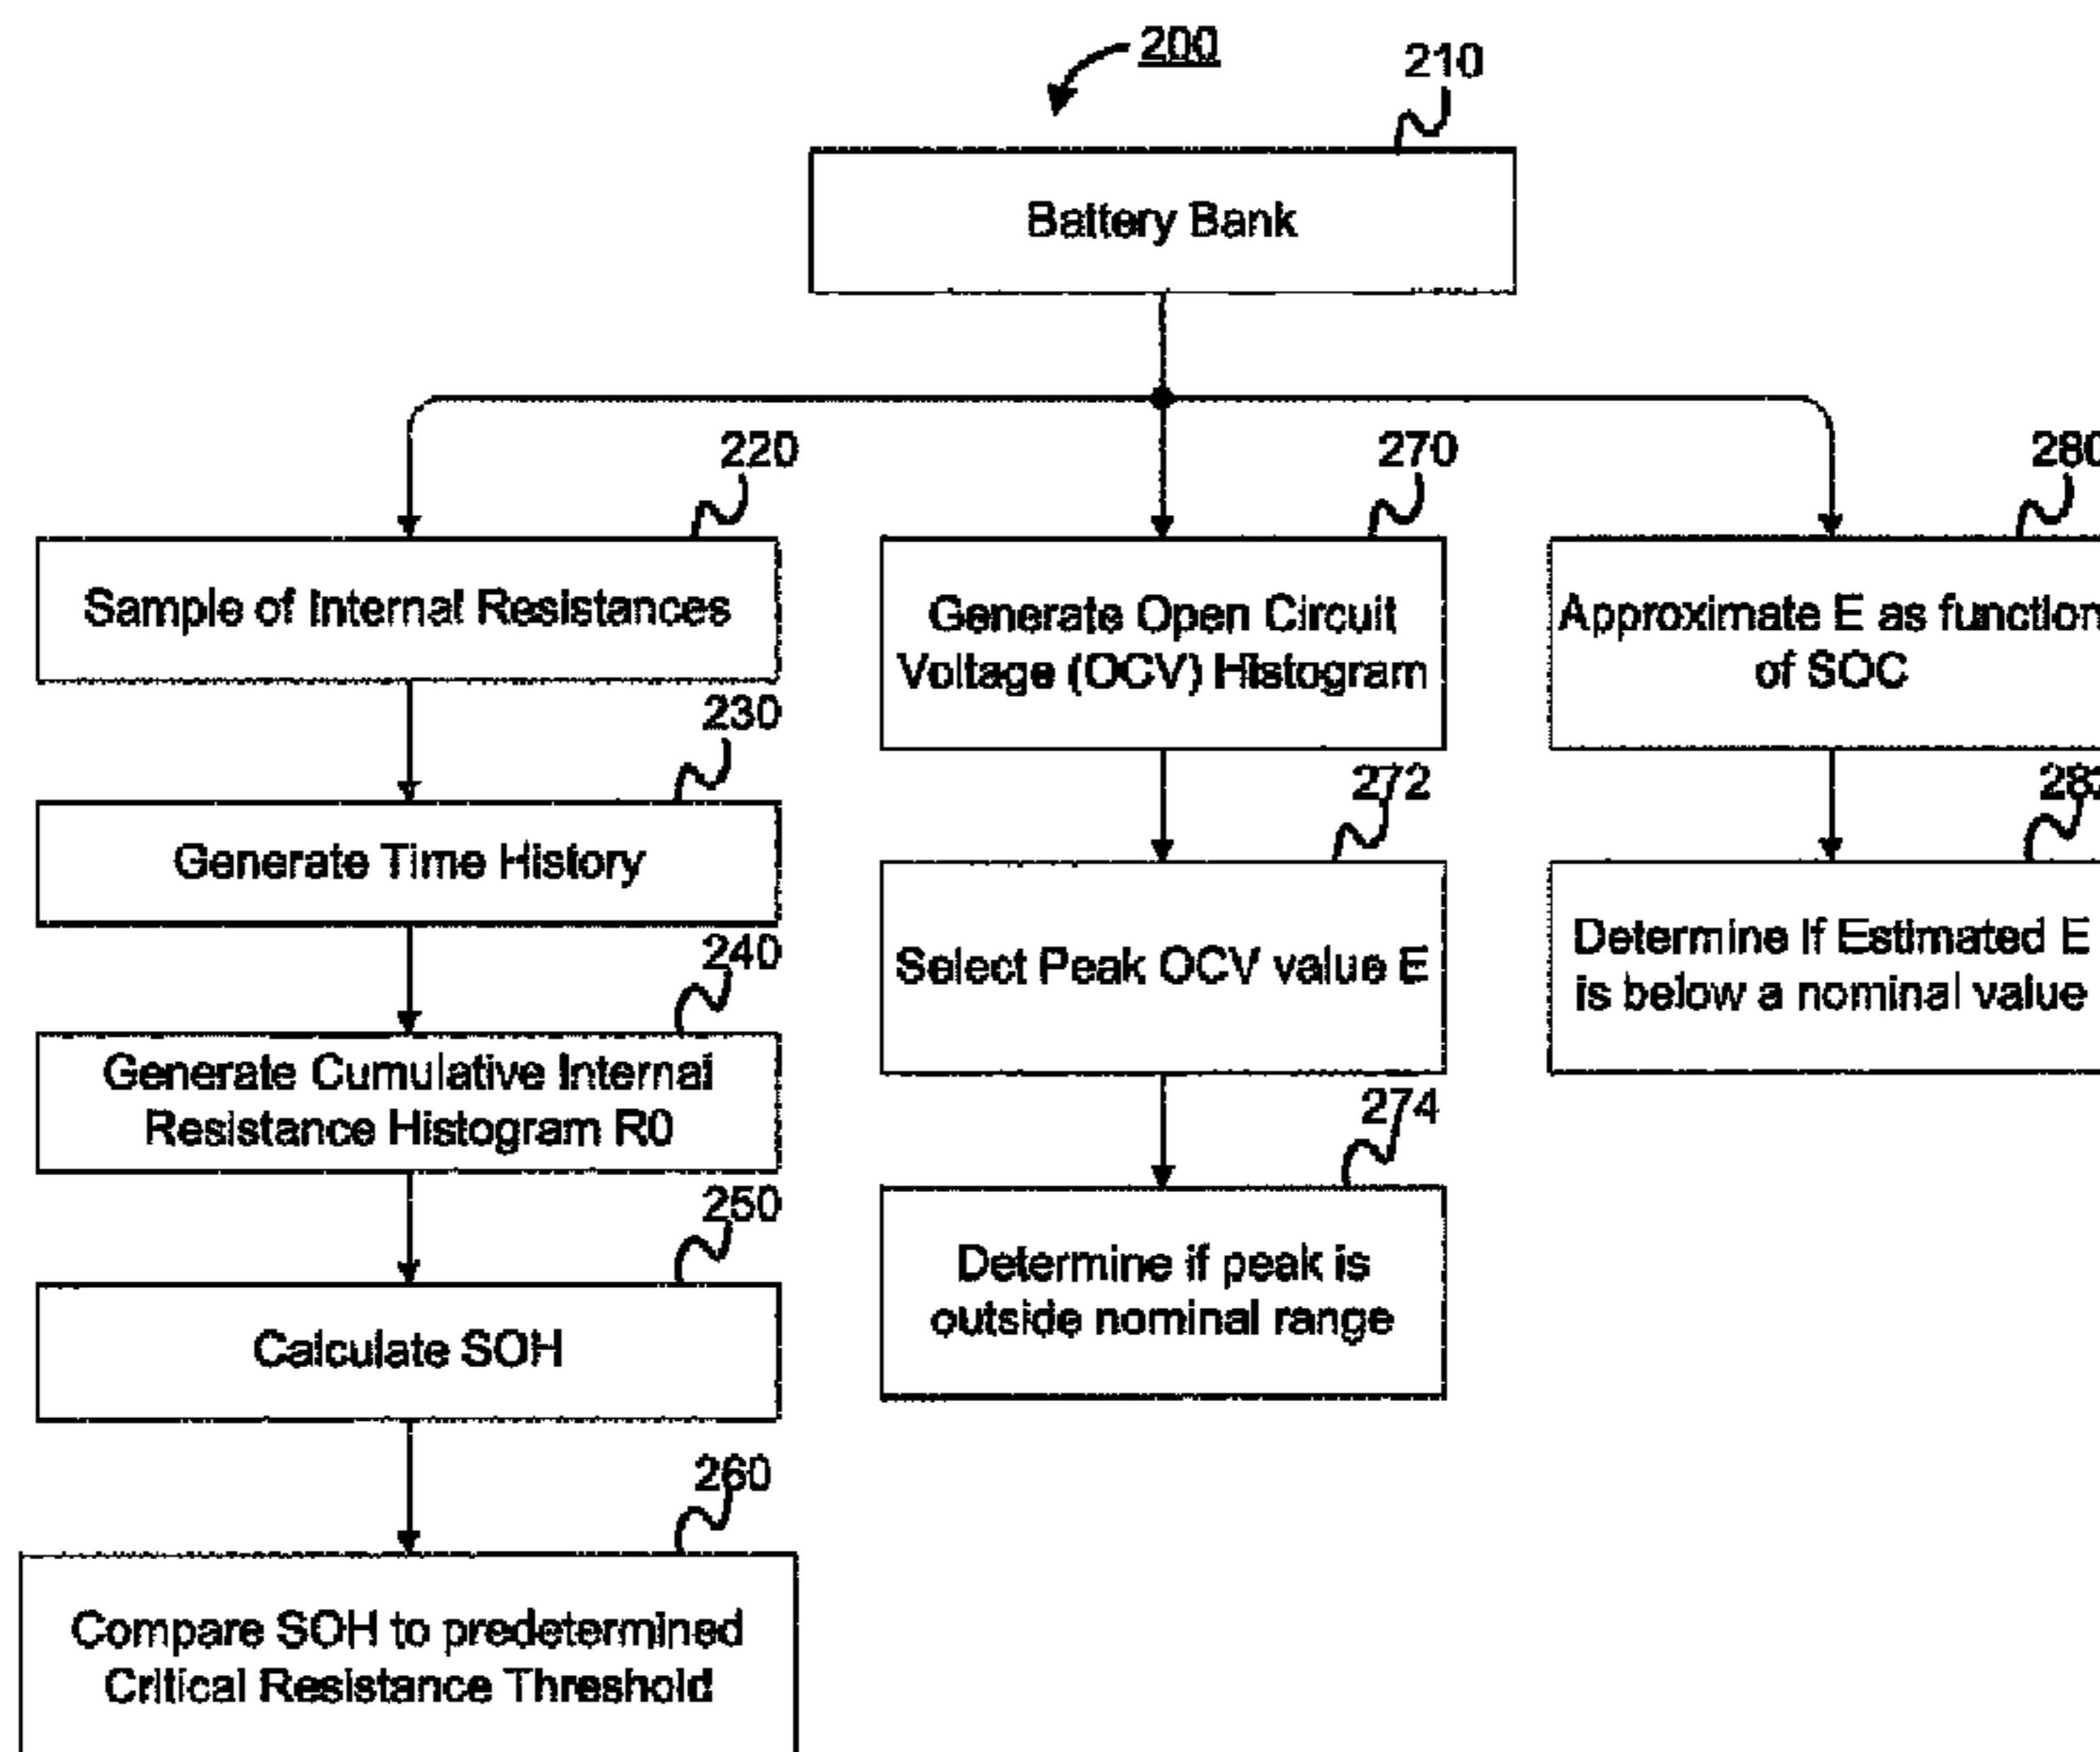 200
210
Battery Bank
220
Sample of Internal Resistances
230
Generate Time History
240
Generate Cumulative Internal
Resistance Histogram R0
250
Calculate SOH
260
Compare SOH to predetermined
Critical Resistance Threshold
270
Generate Open Circuit
Voltage (OCV) Histogram
272
Select Peak OCV value E
274
Determine if peak is
outside nominal range
280
Approximate E as function
of SOC
Determine if Estimated E
is below a nominal value